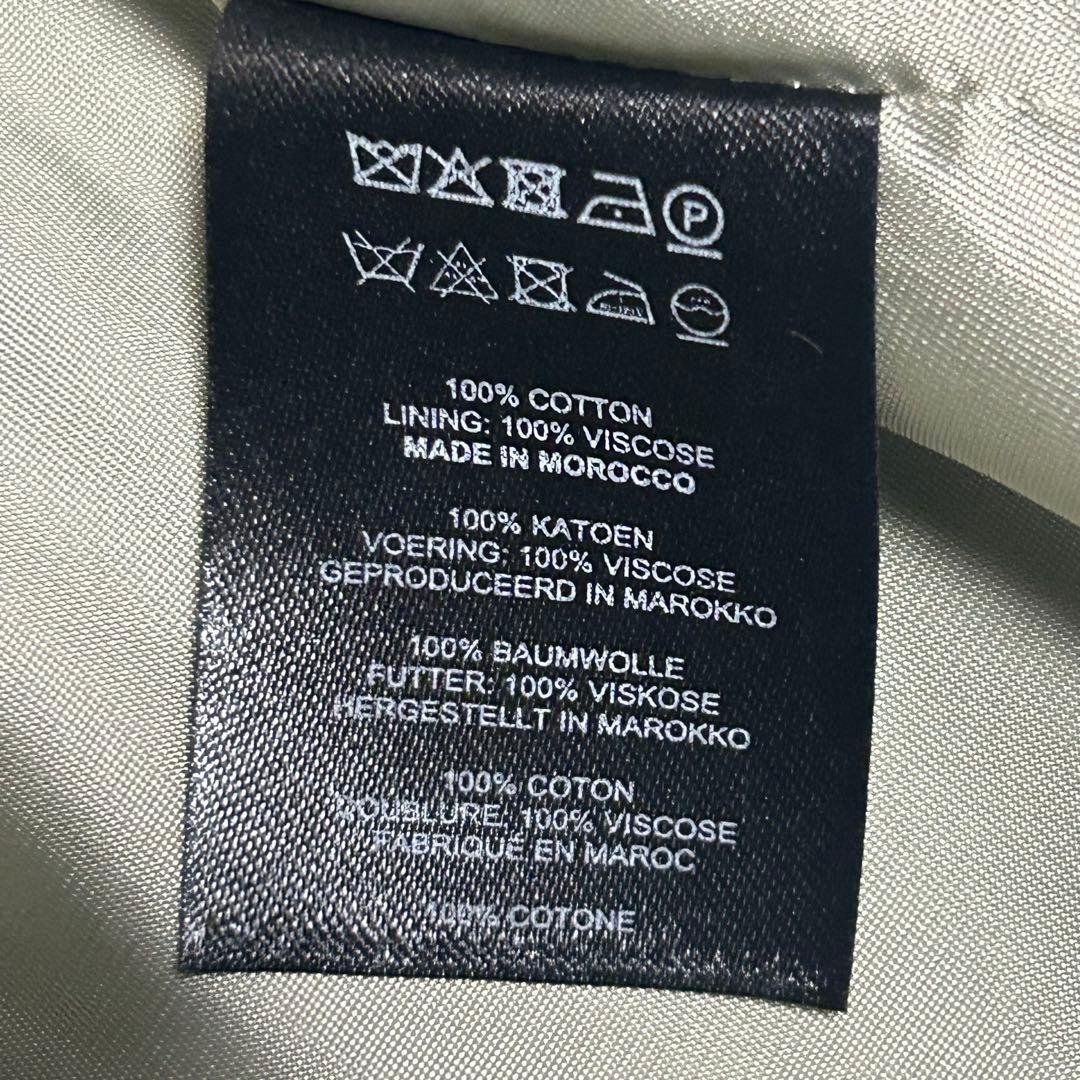 P
100% COTTON
LINING: 100% VISCOSE
MADE IN MOROCCO
100% KATOEN
VOERING: 100% VISCOSE
GEPRODUCEERD IN MAROKKO
100% BAUMWOLLE
FUTTER: 100% VISKOSE
HERGESTELLT IN MAROKKO
100% COTON
DOUBLURE: 100% VISCOSE
FABRIQUÉ EN MAROC
100% COTONE